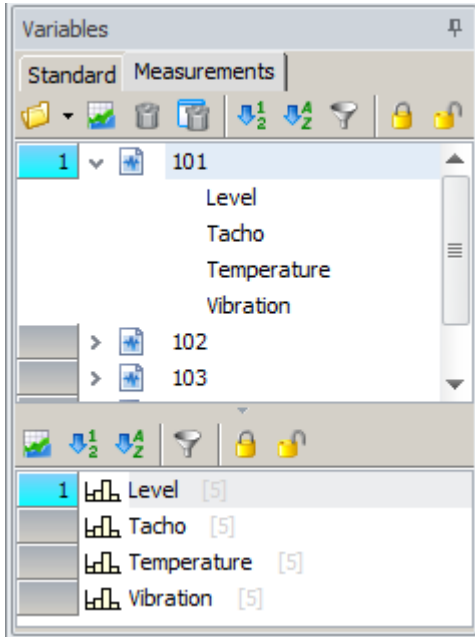 Variables
Standard Measurements
1 101
Level
Tacho
Temperature
Vibration
102
103
1 Level [5]
Tacho [5]
Temperature [5]
Vibration [5]